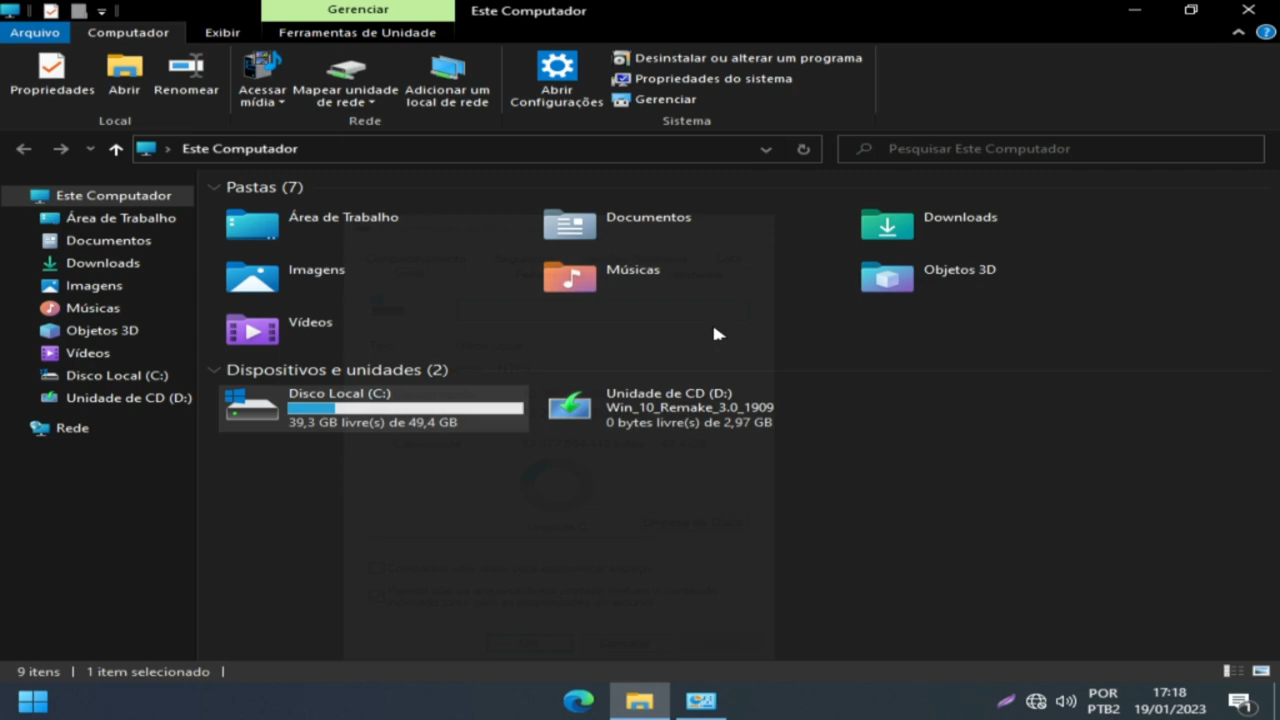 Gerenciar
Este Computador
Arquivo
Computador
Exibir
Ferramentas de Unidade
Propriedades
Abrir
Renomear
Acessar mídia
Mapear unidade de rede
Adicionar um local de rede
Abrir Configurações
Desinstalar ou alterar um programa
Propriedades do sistema
Gerenciar
Local
Rede
Sistema
Este Computador
Pesquisar Este Computador
Este Computador
Área de Trabalho
Documentos
Downloads
Imagens
Músicas
Objetos 3D
Vídeos
Disco Local (C:)
Unidade de CD (D:)
Rede
Pastas (7)
Área de Trabalho
Documentos
Downloads
Imagens
Músicas
Objetos 3D
Vídeos
Dispositivos e unidades (2)
Disco Local (C:)
39,3 GB livre(s) de 49,4 GB
Unidade de CD (D:)
Win_10_Remake_3.0_1909
0 bytes livre(s) de 2,97 GB
9 itens
1 item selecionado
POR
PTB2
17:18
19/01/2023
1